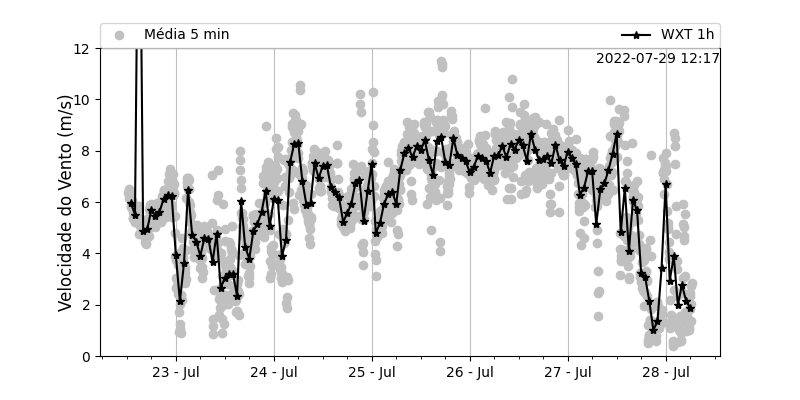 Média 5 min
WXT 1h
2022-07-29 12:17
Velocidade do Vento (m/s)
12
10
8
6
4
2
0
23 - Jul
24 - Jul
25 - Jul
26 - Jul
27 - Jul
28 - Jul